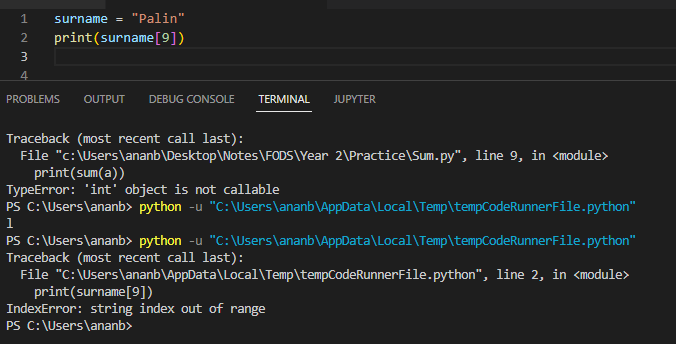 1 surname = "Palin"
2 print(surname[9])
3
4
PROBLEMS OUTPUT DEBUG CONSOLE TERMINAL JUPYTER
Traceback (most recent call last):
  File "c:\Users\ananb\Desktop\Notes\FODS\Year 2\Practice\Sum.py", line 9, in <module>
    print(sum(a))
TypeError: 'int' object is not callable
PS C:\Users\ananb> python -u "C:\Users\ananb\AppData\Local\Temp\tempCodeRunnerFile.python"
l
PS C:\Users\ananb> python -u "C:\Users\ananb\AppData\Local\Temp\tempCodeRunnerFile.python"
Traceback (most recent call last):
  File "C:\Users\ananb\AppData\Local\Temp\tempCodeRunnerFile.python", line 2, in <module>
    print(surname[9])
IndexError: string index out of range
PS C:\Users\ananb>